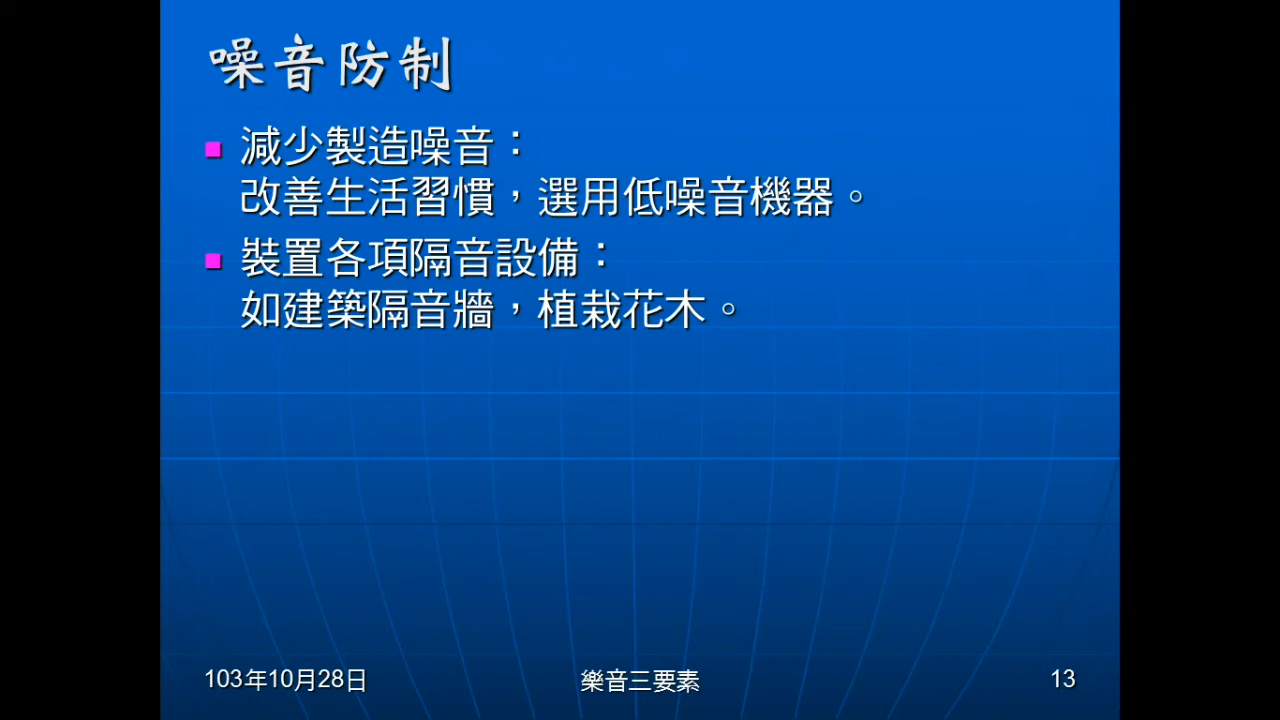 噪音防制
減少製造噪音：
改善生活習慣，選用低噪音機器。
裝置各項隔音設備：
如建築隔音牆，植栽花木。
103年10月28日
樂音三要素
13